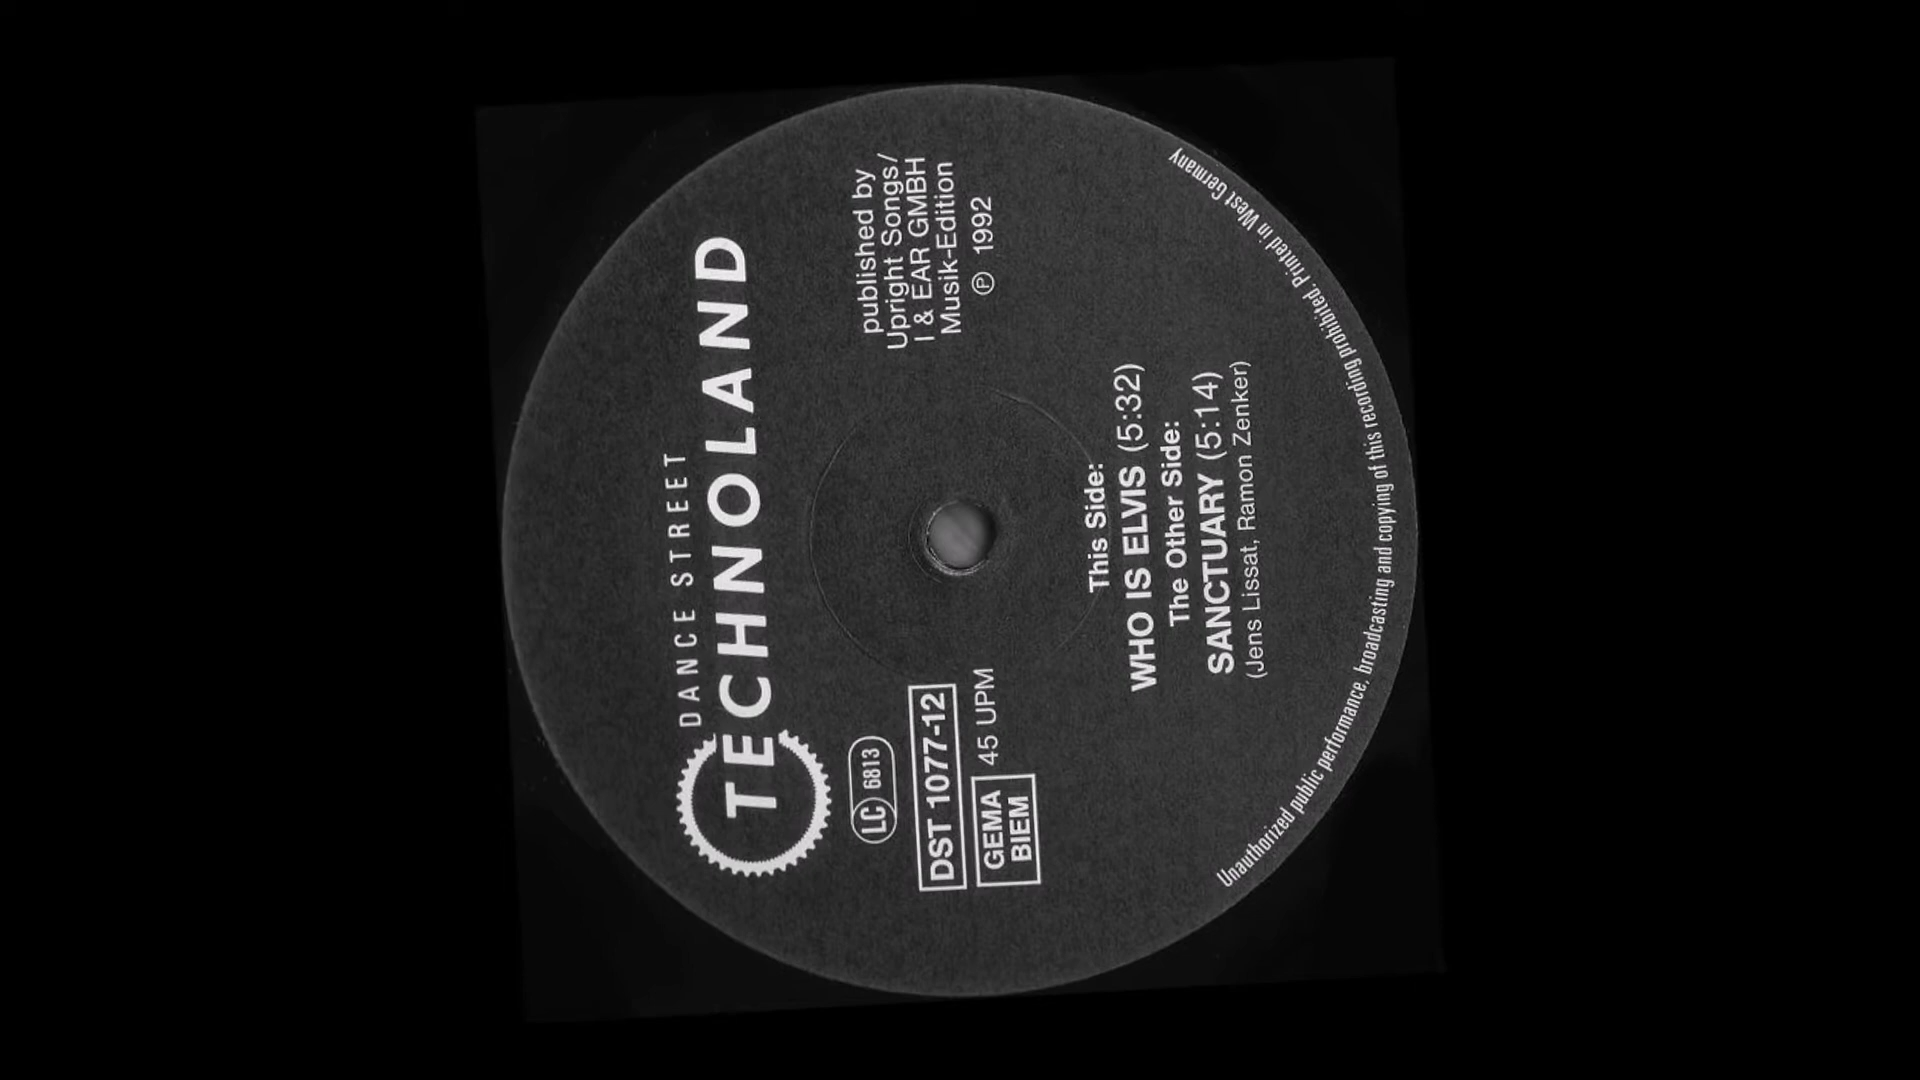 DANCE STREET
TECHNOLAND
LC 6813
DST 1077-12
GEMA
BIEM
45 UPM
published by
Upright Songs/
I & EAR GMBH
Musik-Edition
℗ 1992
This Side:
WHO IS ELVIS (5:32)
The Other Side:
SANCTUARY (5:14)
(Jens Lissat, Ramon Zenker)
Unauthorized public performance, broadcasting and copying of this recording prohibited. Printed in West Germany